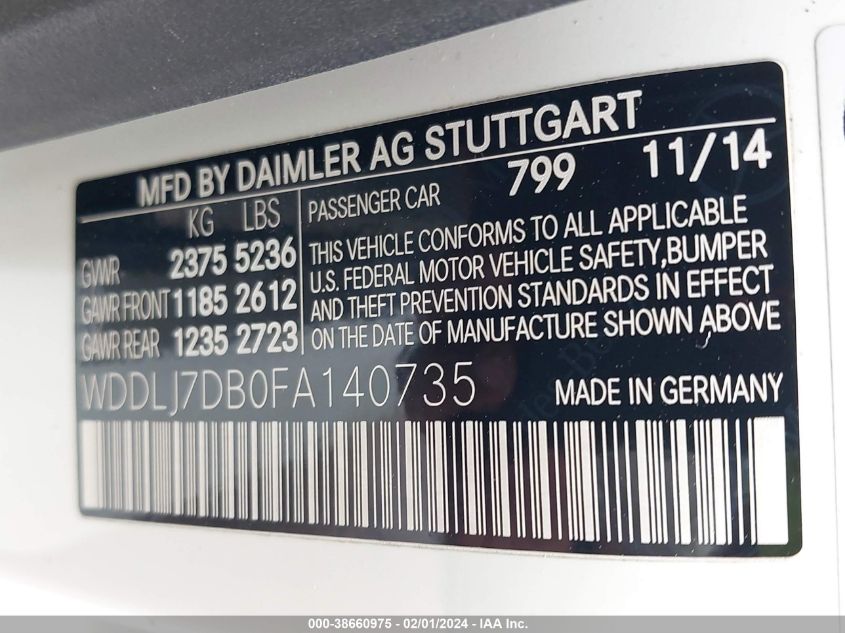 MFD BY DAIMLER AG STUTTGART
KG LBS
GVWR 2375 5236
GAWR FRONT 1185 2612
GAWR REAR 1235 2723
PASSENGER CAR 799 11/14
THIS VEHICLE CONFORMS TO ALL APPLICABLE
U.S. FEDERAL MOTOR VEHICLE SAFETY,BUMPER
AND THEFT PREVENTION STANDARDS IN EFFECT
ON THE DATE OF MANUFACTURE SHOWN ABOVE
WDDLJ7DB0FA140735
MADE IN GERMANY
000-38660975 - 02/01/2024 - IAA Inc.